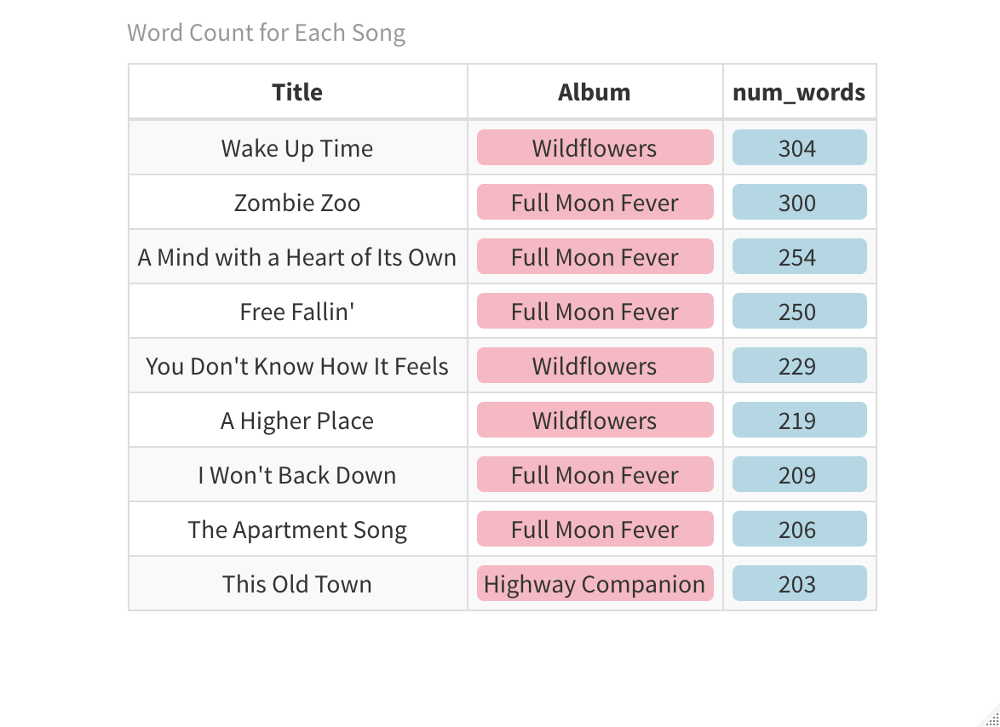 Word Count for Each Song
Title Album num_words
Wake Up Time Wildflowers 304
Zombie Zoo Full Moon Fever 300
A Mind with a Heart of Its Own Full Moon Fever 254
Free Fallin' Full Moon Fever 250
You Don't Know How It Feels Wildflowers 229
A Higher Place Wildflowers 219
I Won't Back Down Full Moon Fever 209
The Apartment Song Full Moon Fever 206
This Old Town Highway Companion 203